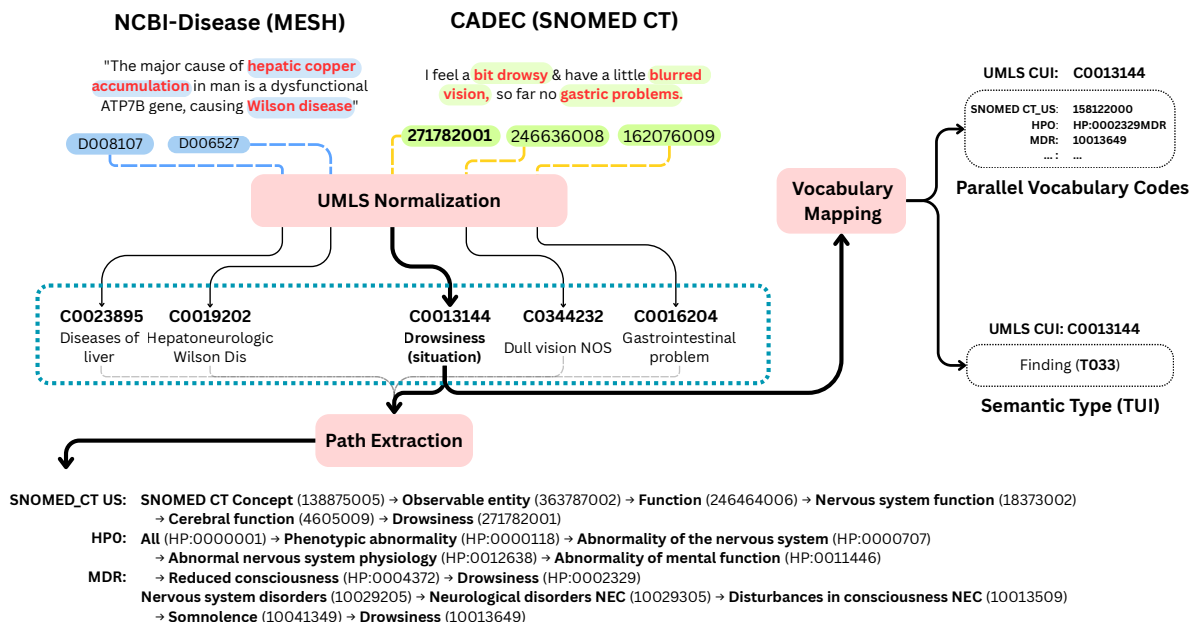 NCBI-Disease (MESH)
"The major cause of hepatic copper
accumulation in man is a dysfunctional
ATP7B gene, causing Wilson disease"
D008107
D006527
CADEC (SNOMED CT)
I feel a bit drowsy & have a little blurred
vision, so far no gastric problems.
271782001
246636008
162076009
UMLS Normalization
C0023895
Diseases of
liver
C0019202
Hepatoneurologic
Wilson Dis
C0013144
Drowsiness
(situation)
C0344232
Dull vision NOS
C0016204
Gastrointestinal
problem
Vocabulary
Mapping
UMLS CUI: C0013144
SNOMED CT_US: 158122000
HPO: HP:0002329MDR
MDR: 10013649
... : ...
Parallel Vocabulary Codes
UMLS CUI: C0013144
Finding (T033)
Semantic Type (TUI)
Path Extraction
SNOMED_CT US: SNOMED CT Concept (138875005) → Observable entity (363787002) → Function (246464006) → Nervous system function (18373002)
→ Cerebral function (4605009) → Drowsiness (271782001)
HPO: All (HP:0000001) → Phenotypic abnormality (HP:0000118) → Abnormality of the nervous system (HP:0000707)
→ Abnormal nervous system physiology (HP:0012638) → Abnormality of mental function (HP:0011446)
MDR: → Reduced consciousness (HP:0004372) → Drowsiness (HP:0002329)
Nervous system disorders (10029205) → Neurological disorders NEC (10029305) → Disturbances in consciousness NEC (10013509)
→ Somnolence (10041349) → Drowsiness (10013649)